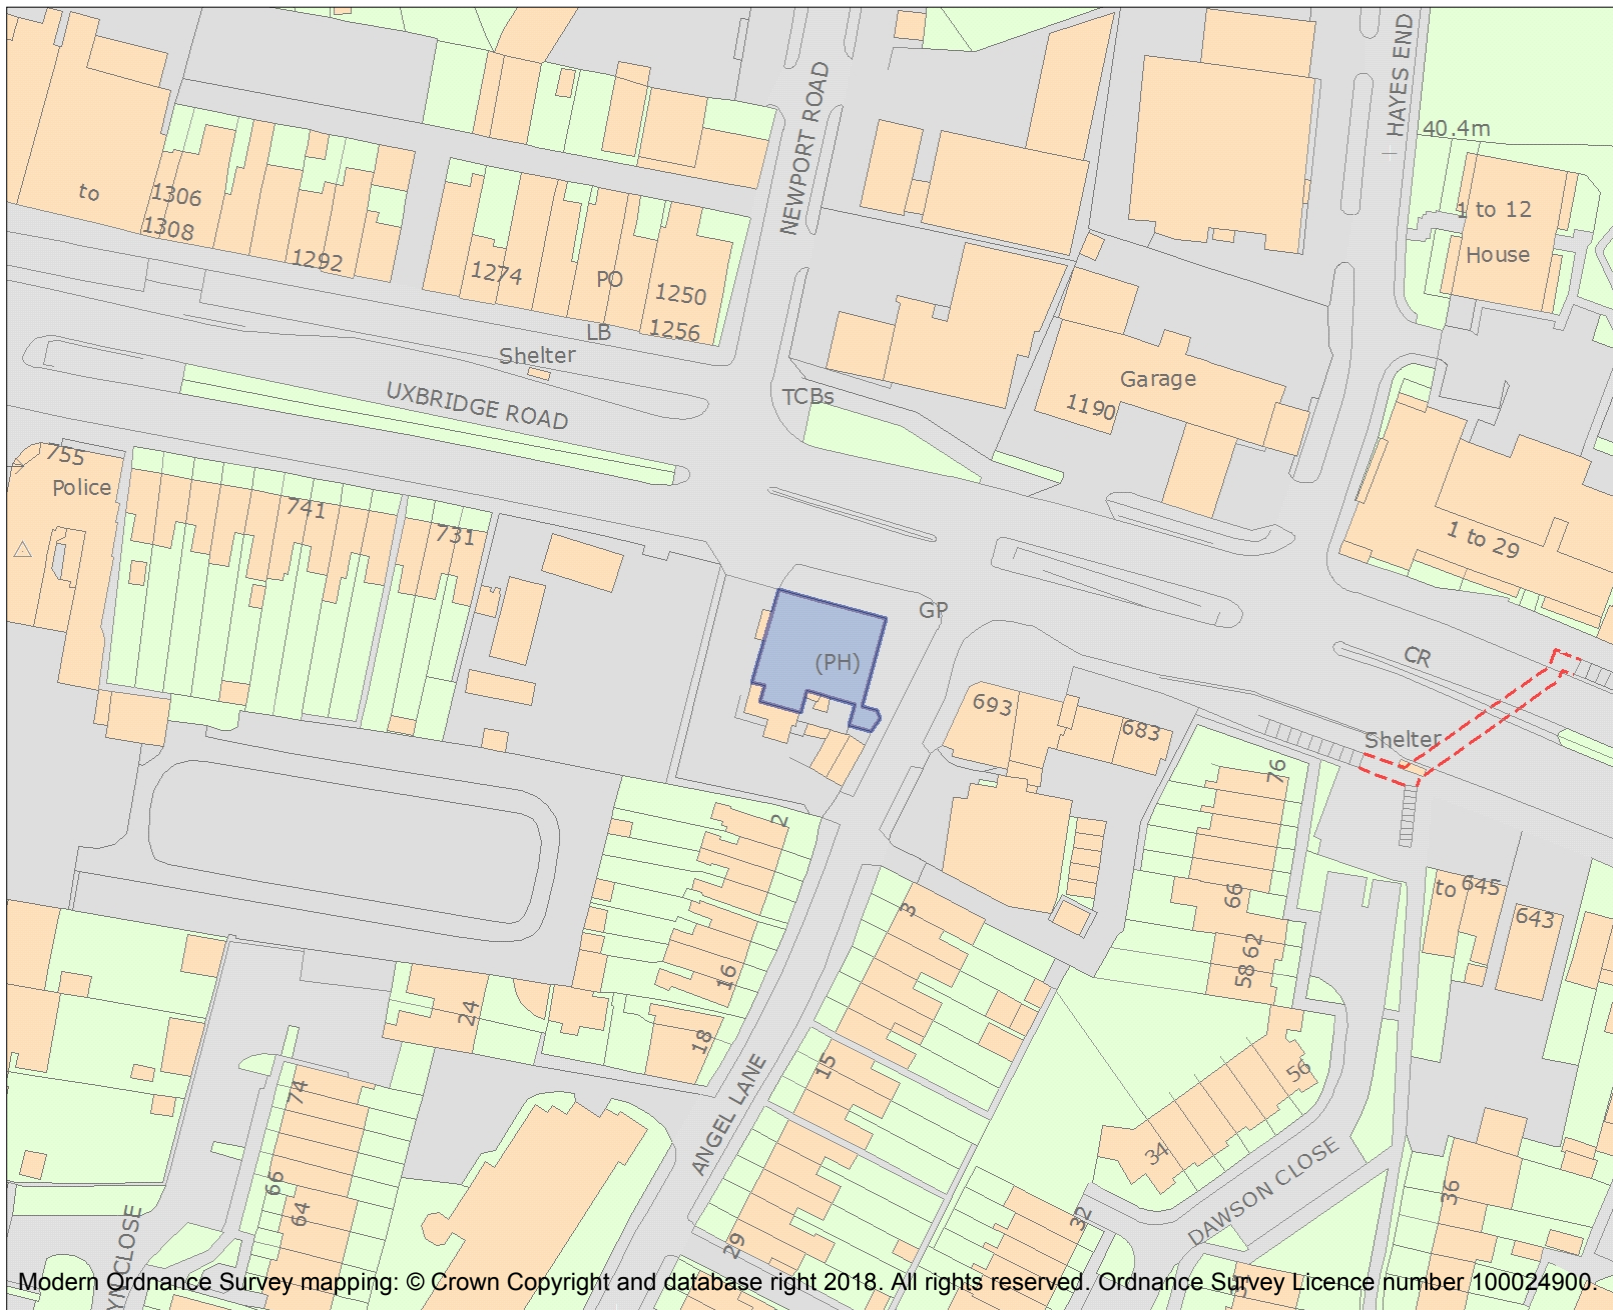 HAYES END
NEWPORT ROAD
40.4m
to
1306
1308
1 to 12
House
1292
1274
PO
1250
LB
1256
Shelter
UXBRIDGE ROAD
TCBs
Garage
1190
755
Police
741
731
1 to 29
GP
(PH)
CR
693
683
Shelter
76
2
3
66
to 645
643
62
58
16
24
18
15
56
74
ANGEL LANE
34
DAWSON CLOSE
66
64
36
32
29
YN CLOSE
Modern Ordnance Survey mapping: © Crown Copyright and database right 2018. All rights reserved. Ordnance Survey Licence number 100024900.